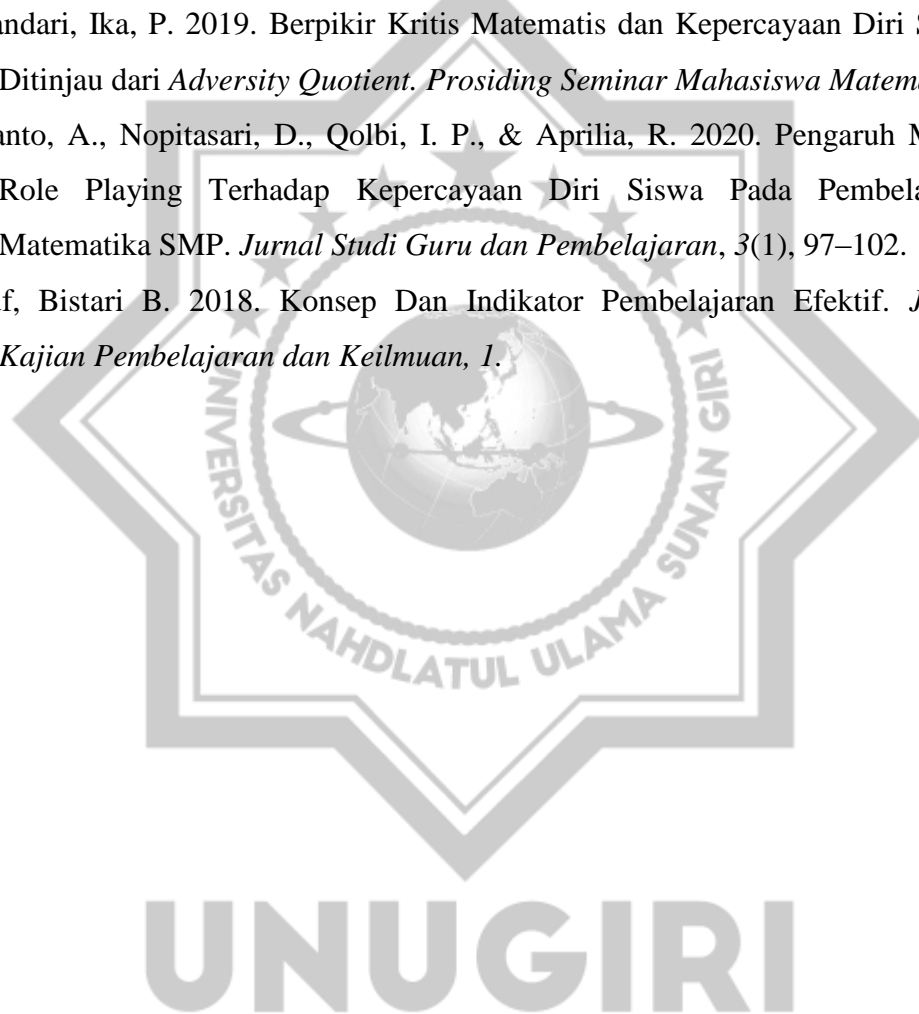 andari, Ika, P. 2019. Berpikir Kritis Matematis dan Kepercayaan Diri S
Ditinjau dari Adversity Quotient. Prosiding Seminar Mahasiswa Matem
anto, A., Nopitasari, D., Qolbi, I. P., & Aprilia, R. 2020. Pengaruh M
Role Playing Terhadap Kepercayaan Diri Siswa Pada Pembela
Matematika SMP. Jurnal Studi Guru dan Pembelajaran, 3(1), 97–102.
f, Bistari B. 2018. Konsep Dan Indikator Pembelajaran Efektif. J
Kajian Pembelajaran dan Keilmuan, 1.
UNIVERSITAS NAHDLATUL ULAMA SUNAN GIRI
UNUGIRI